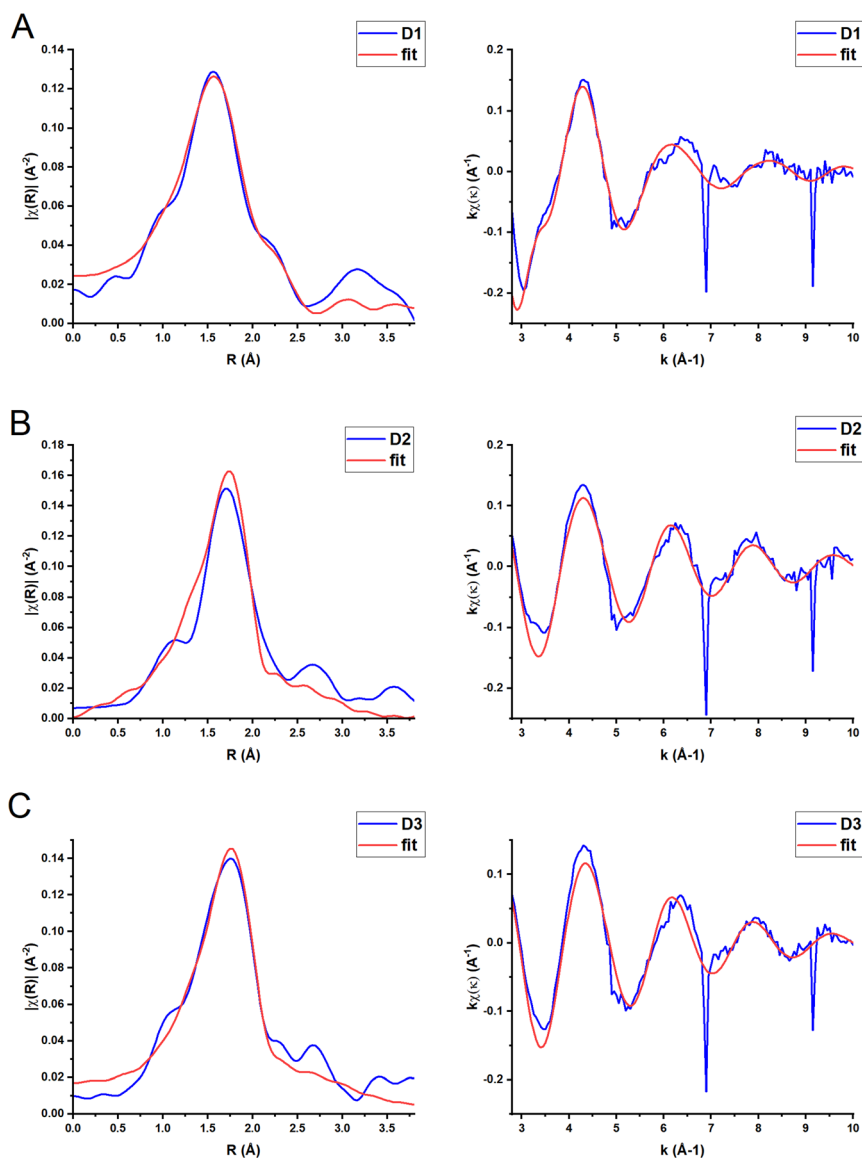 A
D1
fit
0.14
0.12
0.10
0.08
0.06
0.04
0.02
0.00
|χ(R)| (A⁻²)
0.0 0.5 1.0 1.5 2.0 2.5 3.0 3.5
R (Å)
D1
fit
0.2
0.1
0.0
-0.1
-0.2
kχ(κ) (A⁻¹)
3 4 5 6 7 8 9 10
k (Å-1)
B
D2
fit
0.18
0.16
0.14
0.12
0.10
0.08
0.06
0.04
0.02
0.00
|χ(R)| (A⁻²)
0.0 0.5 1.0 1.5 2.0 2.5 3.0 3.5
R (Å)
D2
fit
0.2
0.1
0.0
-0.1
-0.2
kχ(κ) (A⁻¹)
3 4 5 6 7 8 9 10
k (Å-1)
C
D3
fit
0.14
0.12
0.10
0.08
0.06
0.04
0.02
0.00
|χ(R)| (A⁻²)
0.0 0.5 1.0 1.5 2.0 2.5 3.0 3.5
R (Å)
D3
fit
0.1
0.0
-0.1
-0.2
kχ(κ) (A⁻¹)
3 4 5 6 7 8 9 10
k (Å-1)